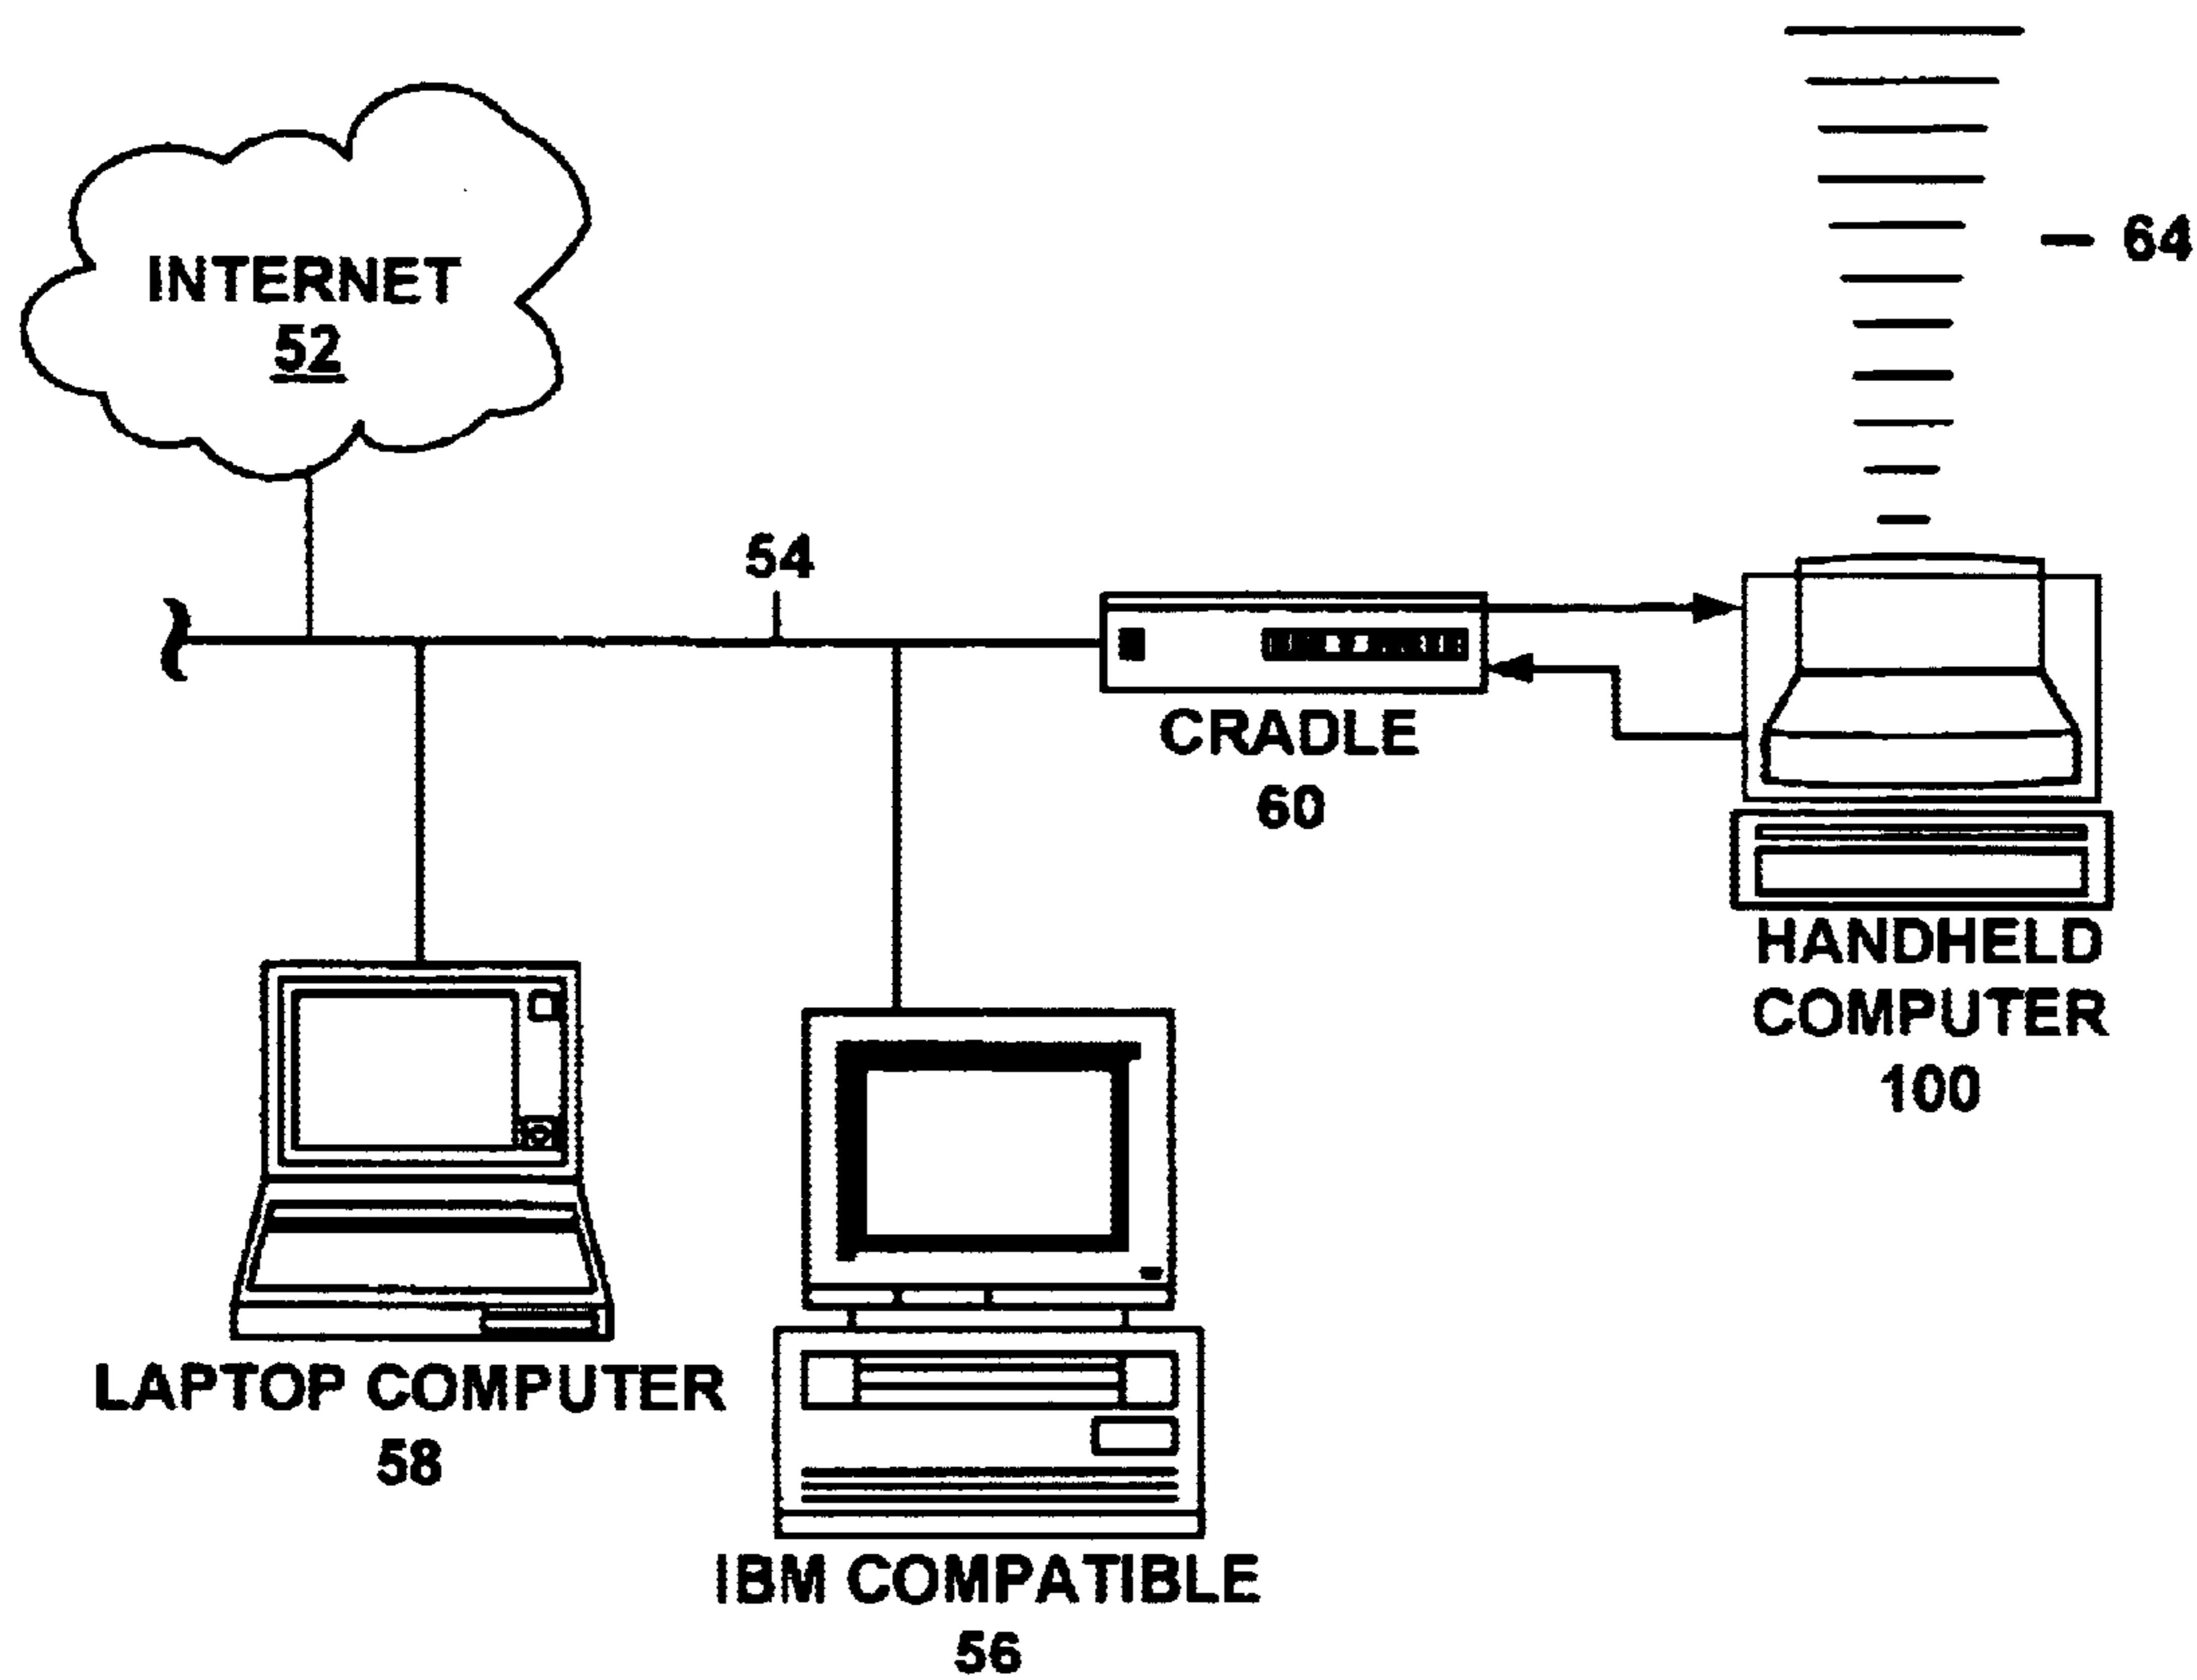 INTERNET
52
64
54
CRADLE
60
HANDHELD
COMPUTER
100
LAPTOP COMPUTER
58
IBM COMPATIBLE
56